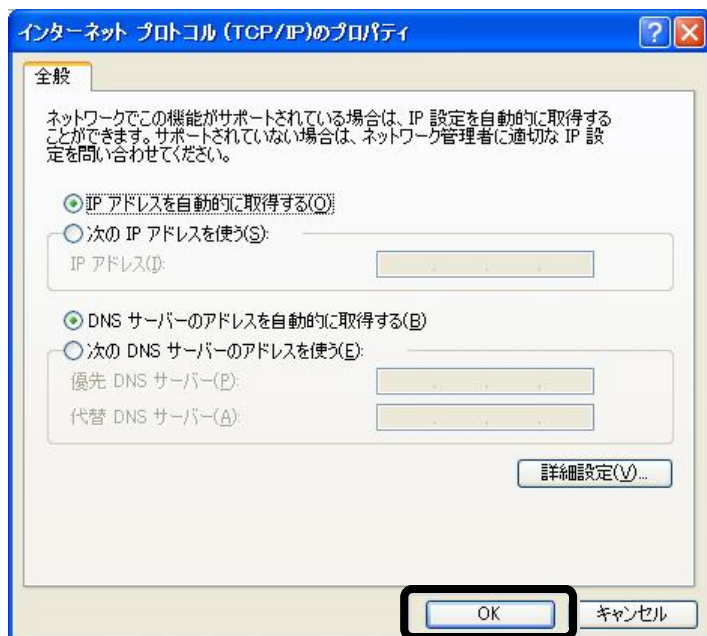 インターネット プロトコル (TCP/IP)のプロパティ
全般
ネットワークでこの機能がサポートされている場合は、IP 設定を自動的に取得する
ことができます。サポートされていない場合は、ネットワーク管理者に適切な IP 設
定を問い合わせてください。
IP アドレスを自動的に取得する(O)
次の IP アドレスを使う(S):
IP アドレス(I):
DNS サーバーのアドレスを自動的に取得する(B)
次の DNS サーバーのアドレスを使う(E):
優先 DNS サーバー(P):
代替 DNS サーバー(A):
詳細設定(V)...
OK
キャンセル